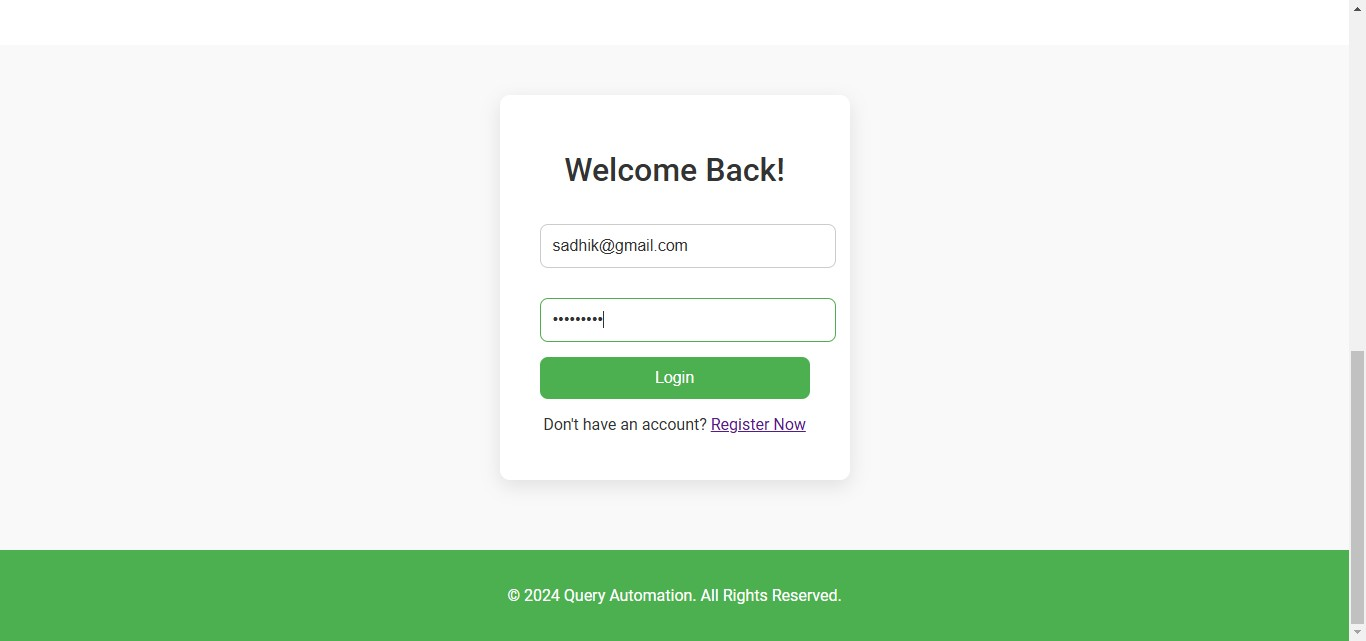 Welcome Back!
sadhik@gmail.com
•••••••••
Login
Don't have an account? Register Now
© 2024 Query Automation. All Rights Reserved.